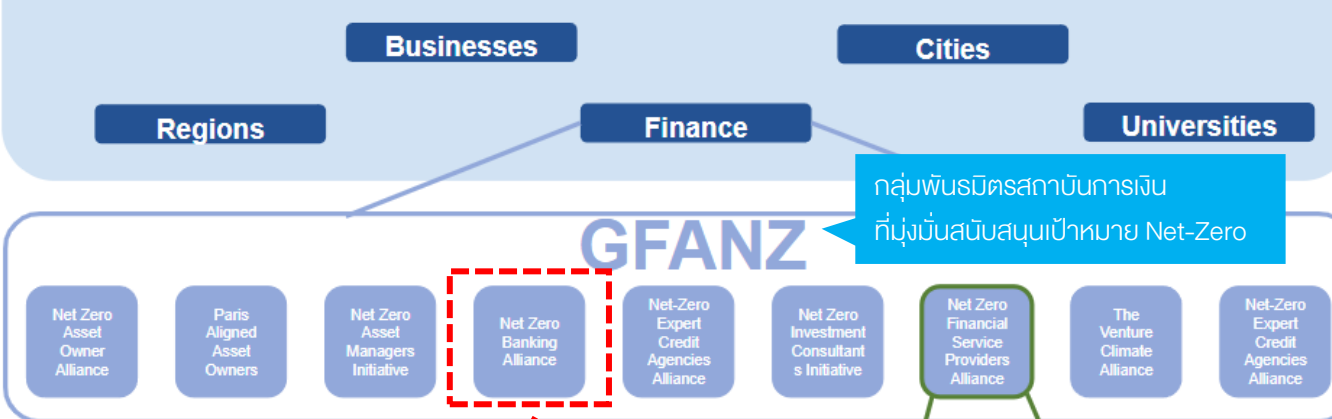 Businesses
Cities
Regions
Finance
Universities
กลุ่มพันธมิตรสถาบันการเงิน
ที่มุ่งมั่นสนับสนุนเป้าหมาย Net-Zero
GFANZ
Net Zero
Asset
Owner
Alliance
Paris
Aligned
Asset
Owners
Net Zero
Asset
Managers
Initiative
Net Zero
Banking
Alliance
Net-Zero
Expert
Credit
Agencies
Alliance
Net Zero
Investment
Consultant
s Initiative
Net Zero
Financial
Service
Providers
Alliance
The
Venture
Climate
Alliance
Net-Zero
Expert
Credit
Agencies
Alliance